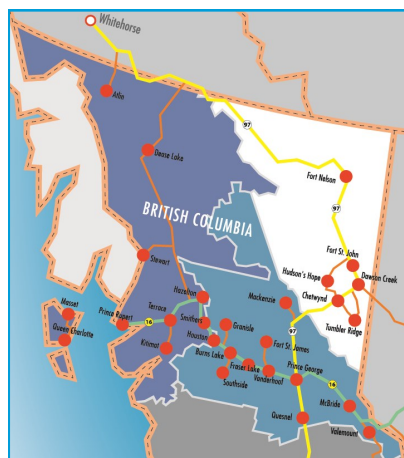 Whitehorse
Atlin
97
Dease Lake
Fort Nelson
97
BRITISH COLUMBIA
Fort St. John
Stewart
Hudson's Hope
Dawson Creek
Hazelton
Mackenzie
Chetwynd
Masset
Prince Rupert
Terrace
Granisle
Tumbler Ridge
16
Smithers
97
Queen Charlotte
Houston
Fort St. James
Kitimat
Burns Lake
Prince George
Fraser Lake
Vanderhoof
16
Southside
McBride
Quesnel
Valemount